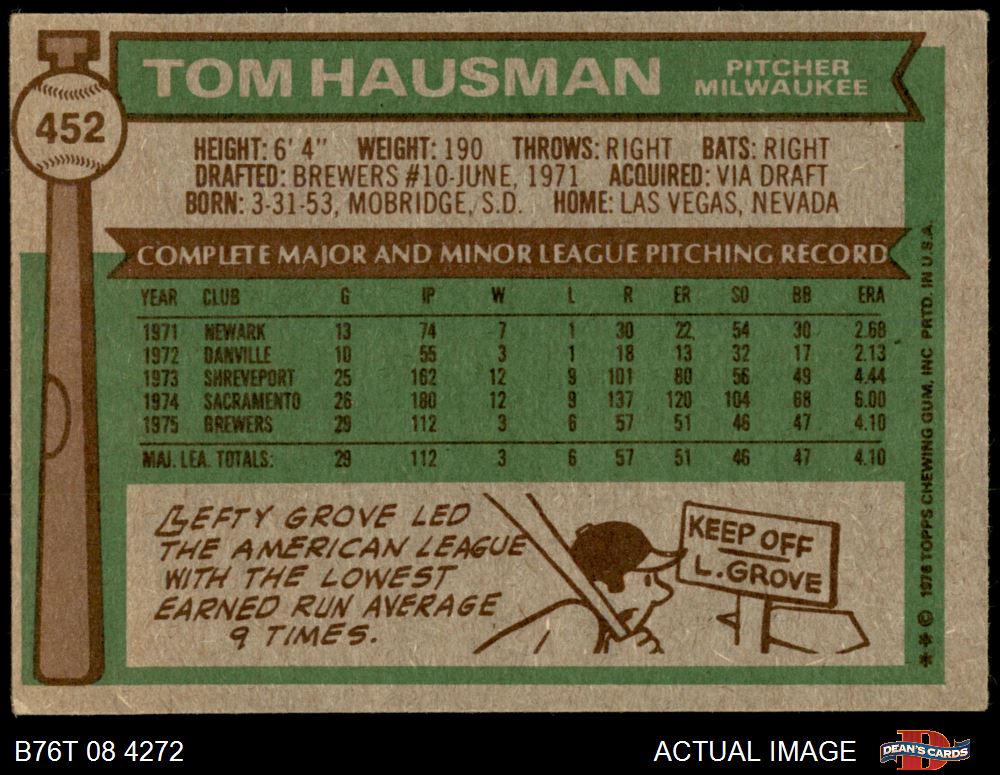 452
TOM HAUSMAN
PITCHER
MILWAUKEE
HEIGHT: 6' 4" WEIGHT: 190 THROWS: RIGHT BATS: RIGHT
DRAFTED: BREWERS #10-JUNE, 1971 ACQUIRED: VIA DRAFT
BORN: 3-31-53, MOBRIDGE, S.D. HOME: LAS VEGAS, NEVADA
COMPLETE MAJOR AND MINOR LEAGUE PITCHING RECORD
YEAR CLUB G IP W L R ER SO BB ERA
1971 NEWARK 13 74 7 1 30 22 54 30 2.68
1972 DANVILLE 10 55 3 1 18 13 32 17 2.13
1973 SHREVEPORT 25 162 12 9 101 80 56 49 4.44
1974 SACRAMENTO 26 180 12 9 137 120 104 68 6.00
1975 BREWERS 29 112 3 6 57 51 46 47 4.10
MAJ. LEA. TOTALS: 29 112 3 6 57 51 46 47 4.10
LEFTY GROVE LED
THE AMERICAN LEAGUE
WITH THE LOWEST
EARNED RUN AVERAGE
9 TIMES.
KEEP OFF
L. GROVE
** © 1976 TOPPS CHEWING GUM, INC PRTD. IN U.S.A.
B76T 08 4272
ACTUAL IMAGE
DEAN'S CARDS